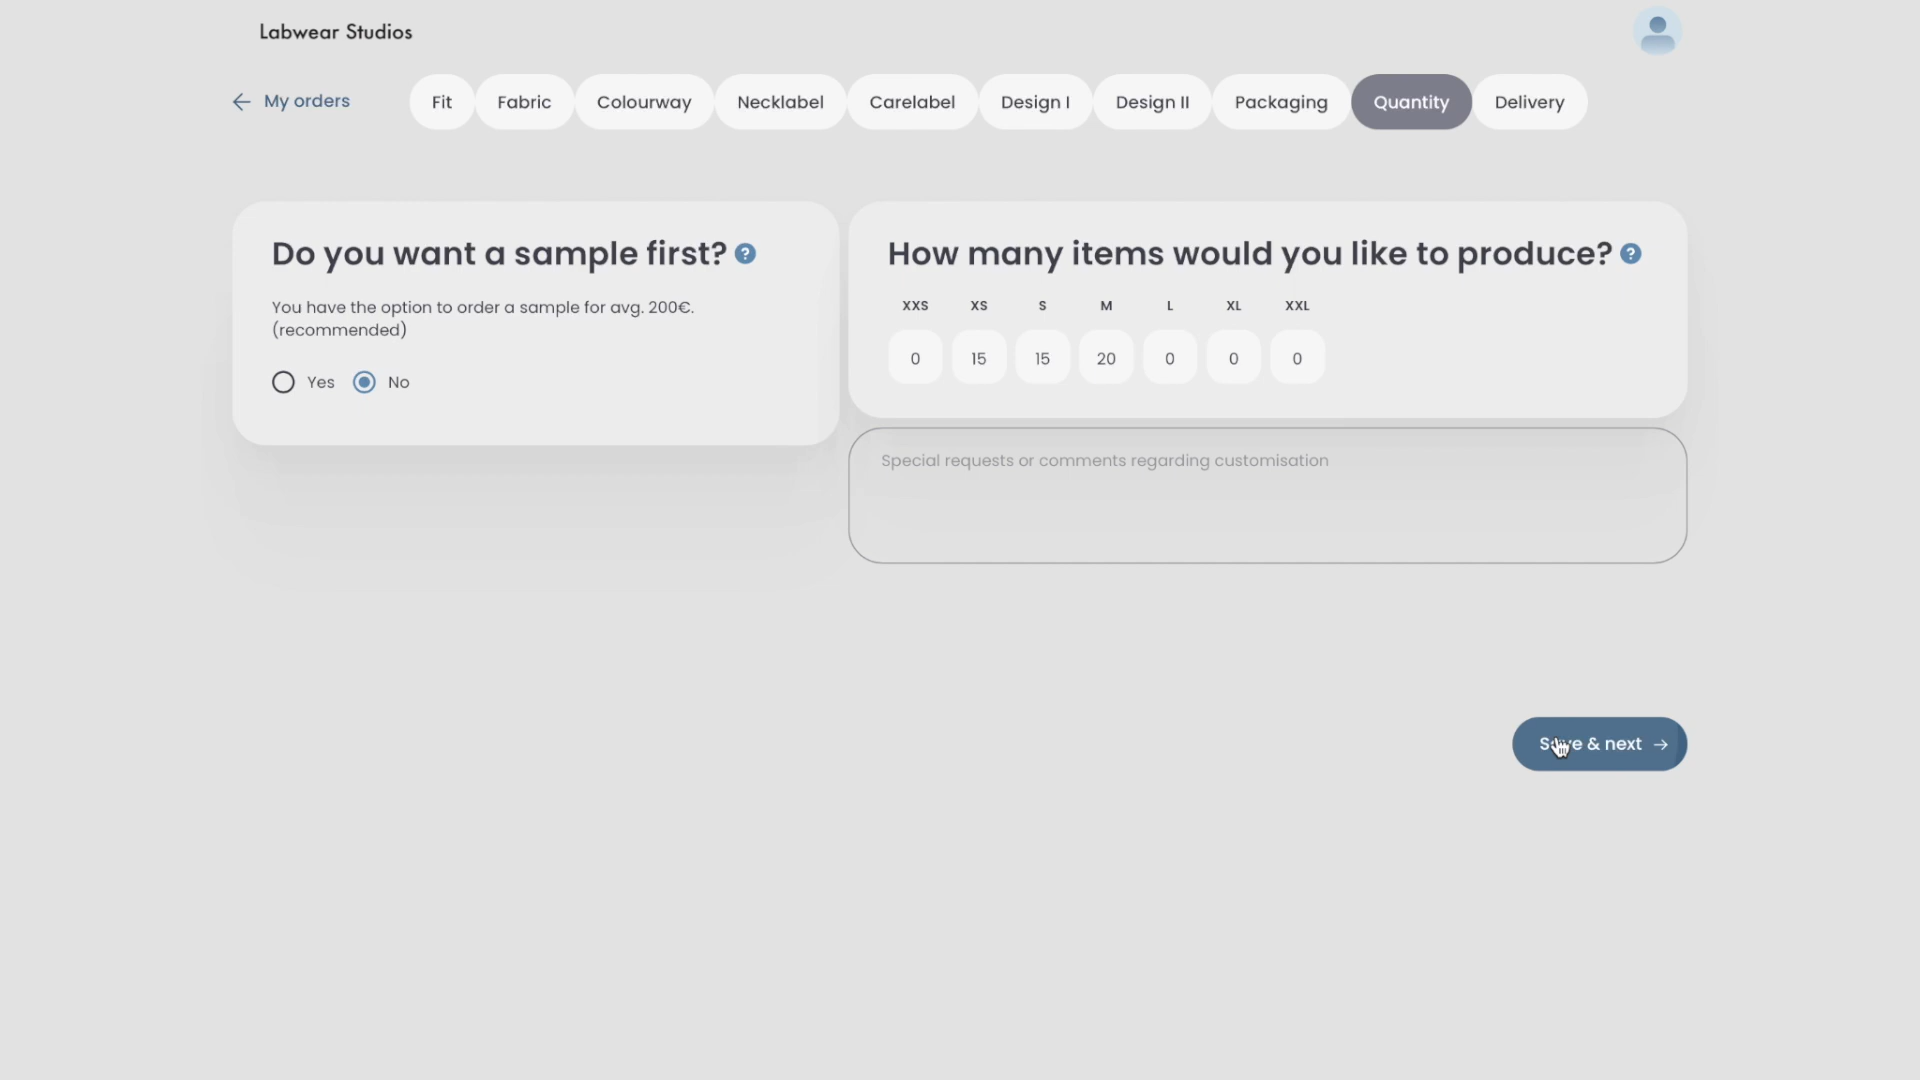 Labwear Studios
My orders
Fit
Fabric
Colourway
Necklabel
Carelabel
Design I
Design II
Packaging
Quantity
Delivery
Do you want a sample first? ?
You have the option to order a sample for avg. 200€.
(recommended)
Yes
No
How many items would you like to produce? ?
XXS XS S M L XL XXL
0 15 15 20 0 0 0
Special requests or comments regarding customisation
Save & next